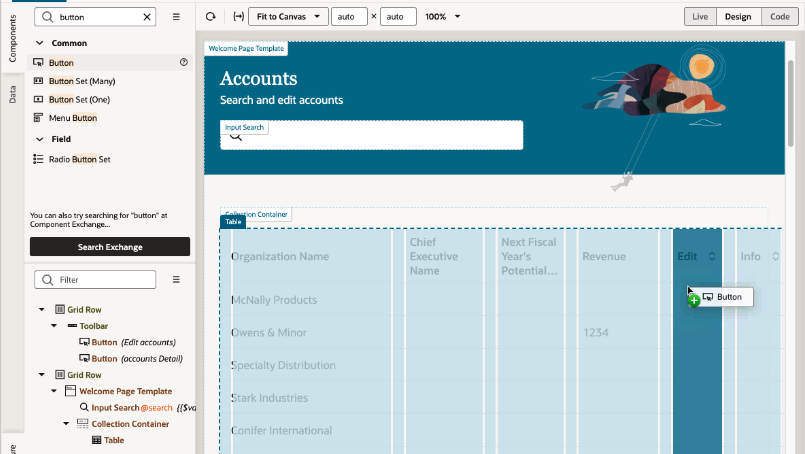 Components
Data
button
Common
Button
Button Set (Many)
Button Set (One)
Menu Button
Field
Radio Button Set
You can also try searching for "button" at
Component Exchange...
Search Exchange
Filter
Grid Row
Toolbar
Button (Edit accounts)
Button (accounts Detail)
Grid Row
Welcome Page Template
Input Search @search {{$va
Collection Container
Table
Fit to Canvas
auto
×
auto
100%
Live
Design
Code
Welcome Page Template
Accounts
Search and edit accounts
Input Search
Collection Container
Table
Organization Name
Chief
Executive
Name
Next Fiscal
Year's
Potential...
Revenue
Edit
Info
Button
McNally Products
Owens & Minor
1234
Specialty Distribution
Stark Industries
Conifer International